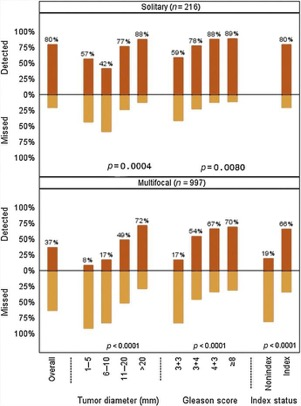 Solitary (n = 216)
Detected
Missed
100%
75%
50%
25%
0%
25%
50%
75%
100%
80%
57%
42%
77%
88%
59%
78%
88%
89%
80%
p=0.0004
p=0.0080
Multifocal (n = 997)
Detected
Missed
100%
75%
50%
25%
0%
25%
50%
75%
100%
37%
8%
17%
49%
72%
17%
54%
67%
70%
19%
66%
p<0.0001
p<0.0001
p<0.0001
Overall
1–5
6–10
11–20
>20
3+3
3+4
4+3
≥8
Nonindex
Index
Tumor diameter (mm)
Gleason score
Index status